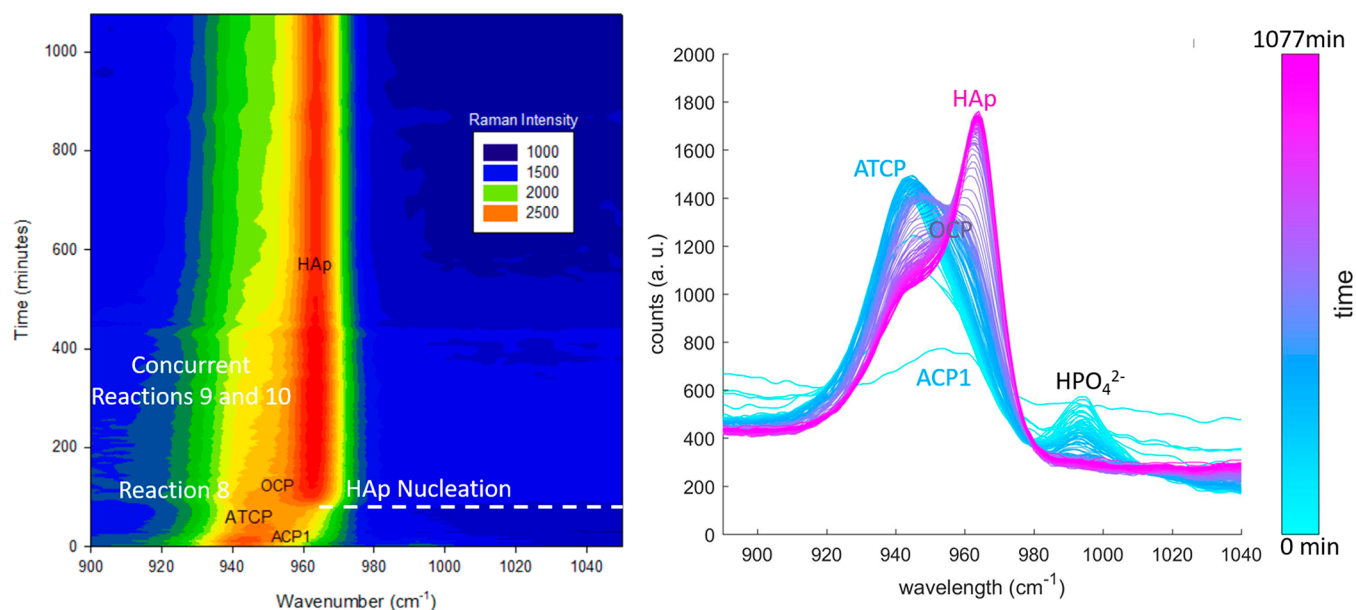 1000
800
600
400
200
0
Time (minutes)
900
920
940
960
980
1000
1020
1040
Wavenumber (cm⁻¹)
Raman Intensity
1000
1500
2000
2500
HAp
Concurrent
Reactions 9 and 10
Reaction 8
OCP
HAp Nucleation
ATCP
ACP1
2000
1800
1600
1400
1200
1000
800
600
400
200
0
counts (a. u.)
900
920
940
960
980
1000
1020
1040
wavelength (cm⁻¹)
HAp
ATCP
OCP
ACP1
HPO₄²⁻
1077min
time
0 min